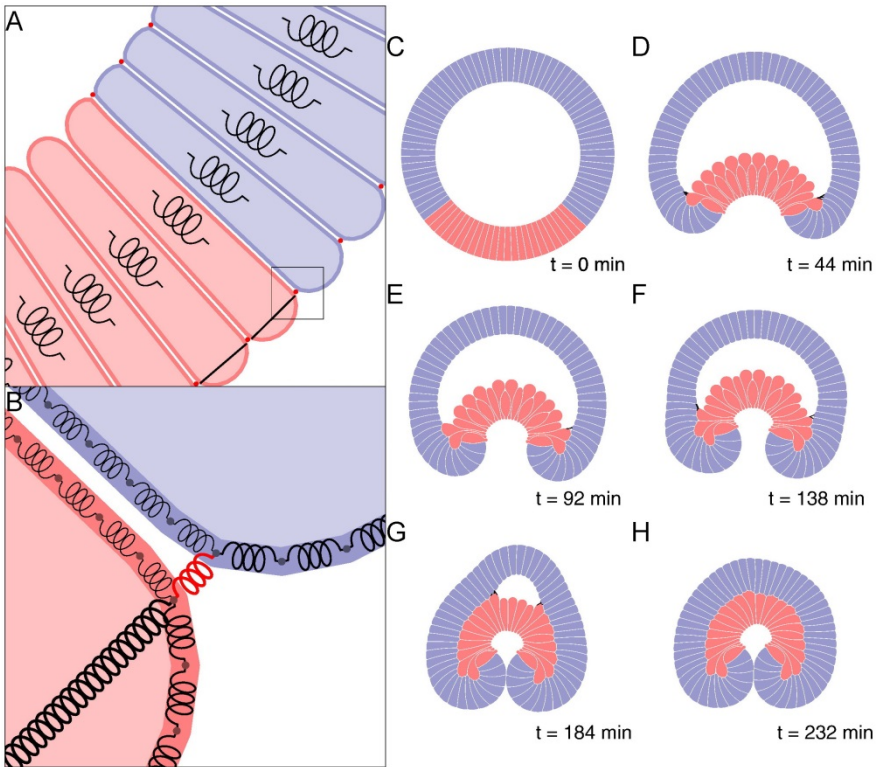 A
B
C
t = 0 min
D
t = 44 min
E
t = 92 min
F
t = 138 min
G
t = 184 min
H
t = 232 min